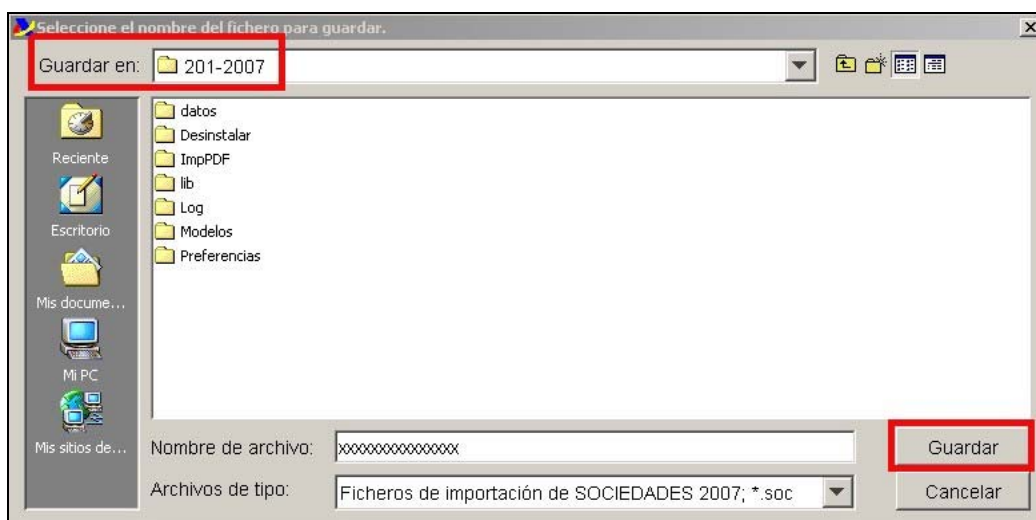 Seleccione el nombre del fichero para guardar.
Guardar en: 201-2007
datos
Desinstalar
ImpPDF
lib
Log
Modelos
Preferencias
Reciente
Escritorio
Mis docume...
Mi PC
Mis sitios de...
Nombre de archivo: xxxxxxxxxxxxxxx Guardar
Archivos de tipo: Ficheros de importación de SOCIEDADES 2007; *.soc Cancelar